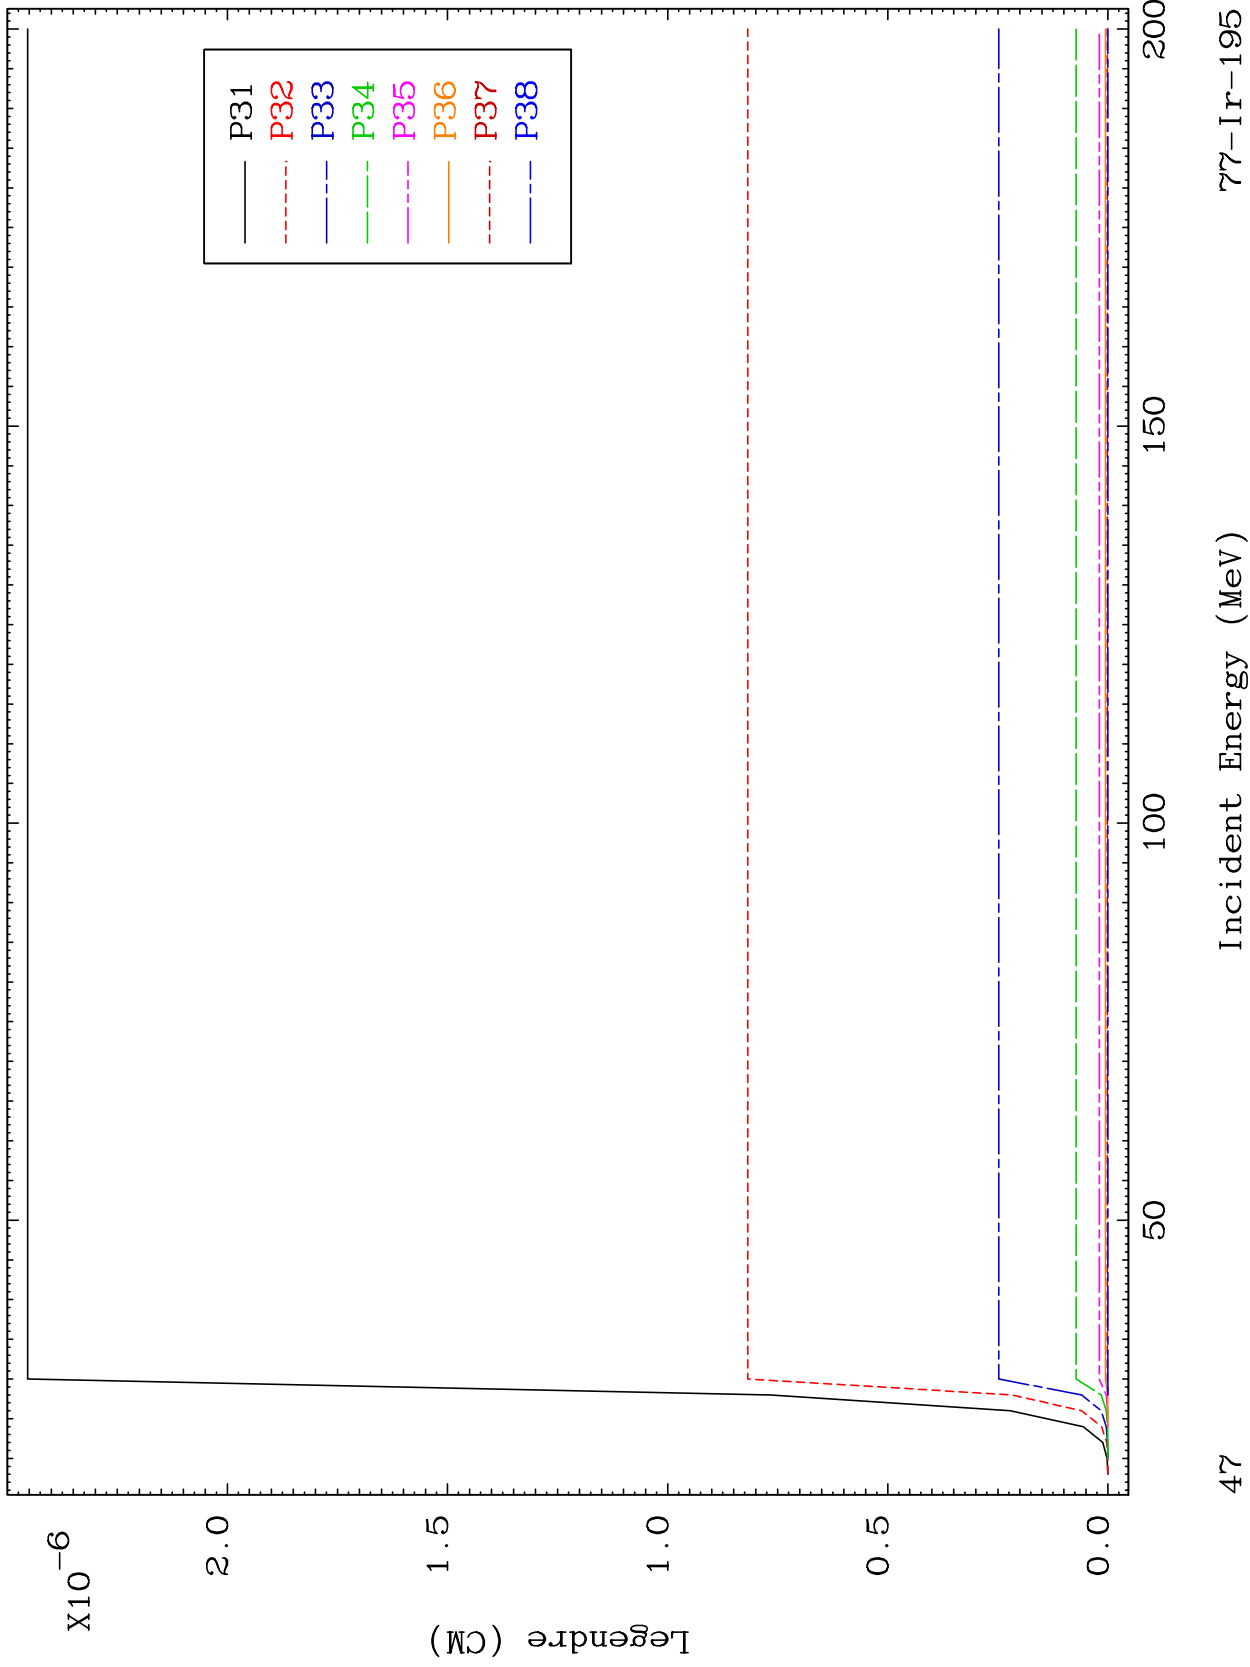 X10-6
Legendre (CM)
2.0
1.5
1.0
0.5
0.0
P31
P32
P33
P34
P35
P36
P37
P38
50
100
150
200
47
Incident Energy (MeV)
77-Ir-195